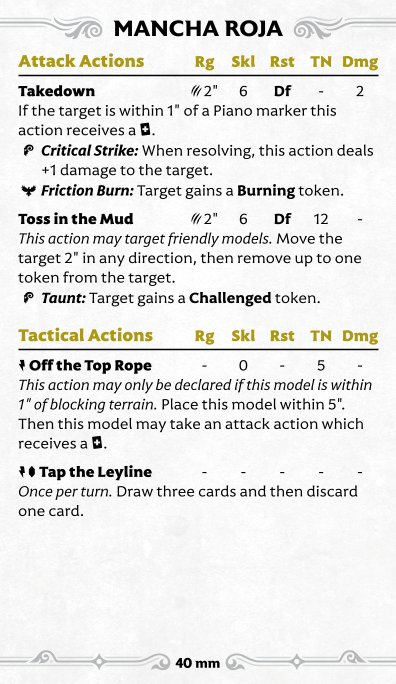 MANCHA ROJA
Attack Actions Rg Skl Rst TN Dmg
Takedown 2" 6 Df - 2
If the target is within 1" of a Piano marker this
action receives a +.
Critical Strike: When resolving, this action deals
+1 damage to the target.
Friction Burn: Target gains a Burning token.
Toss in the Mud 2" 6 Df 12 -
This action may target friendly models. Move the
target 2" in any direction, then remove up to one
token from the target.
Taunt: Target gains a Challenged token.
Tactical Actions Rg Skl Rst TN Dmg
Off the Top Rope - 0 - 5 -
This action may only be declared if this model is within
1" of blocking terrain. Place this model within 5".
Then this model may take an attack action which
receives a +.
Tap the Leyline - - - - -
Once per turn. Draw three cards and then discard
one card.
40 mm